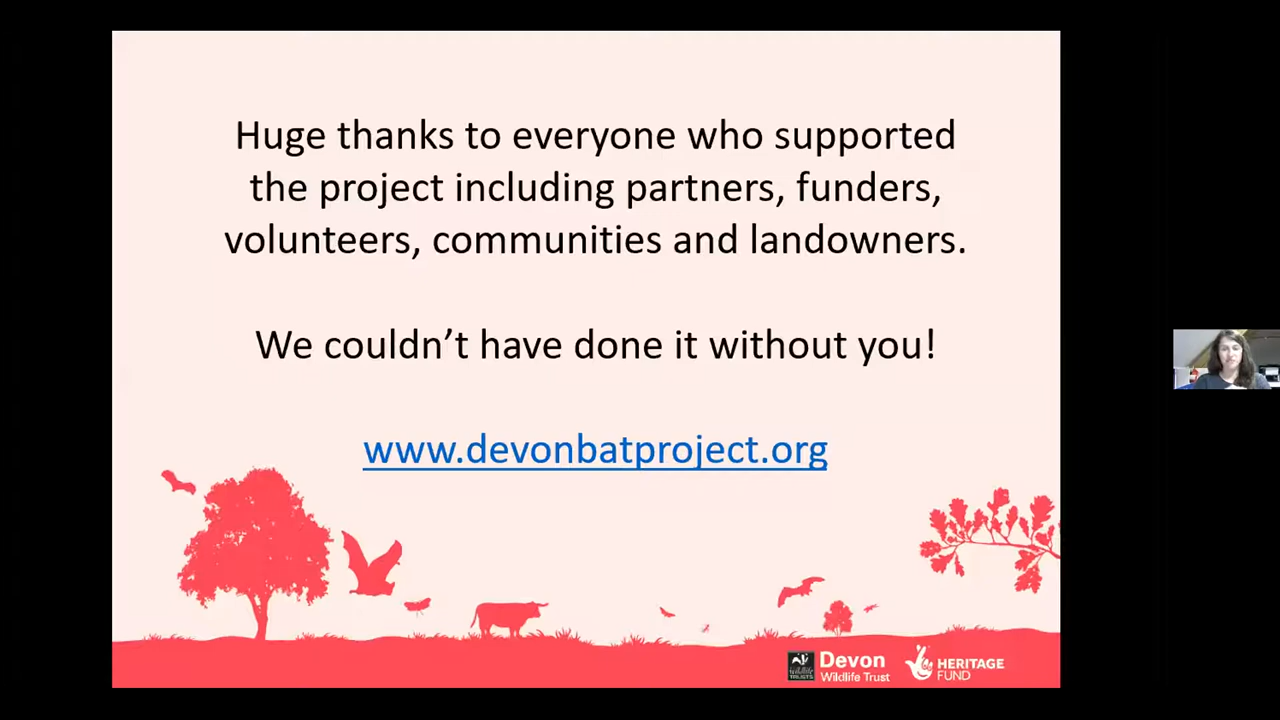 Huge thanks to everyone who supported
the project including partners, funders,
volunteers, communities and landowners.
We couldn’t have done it without you!
www.devonbatproject.org
Devon
Wildlife Trust
HERITAGE
FUND